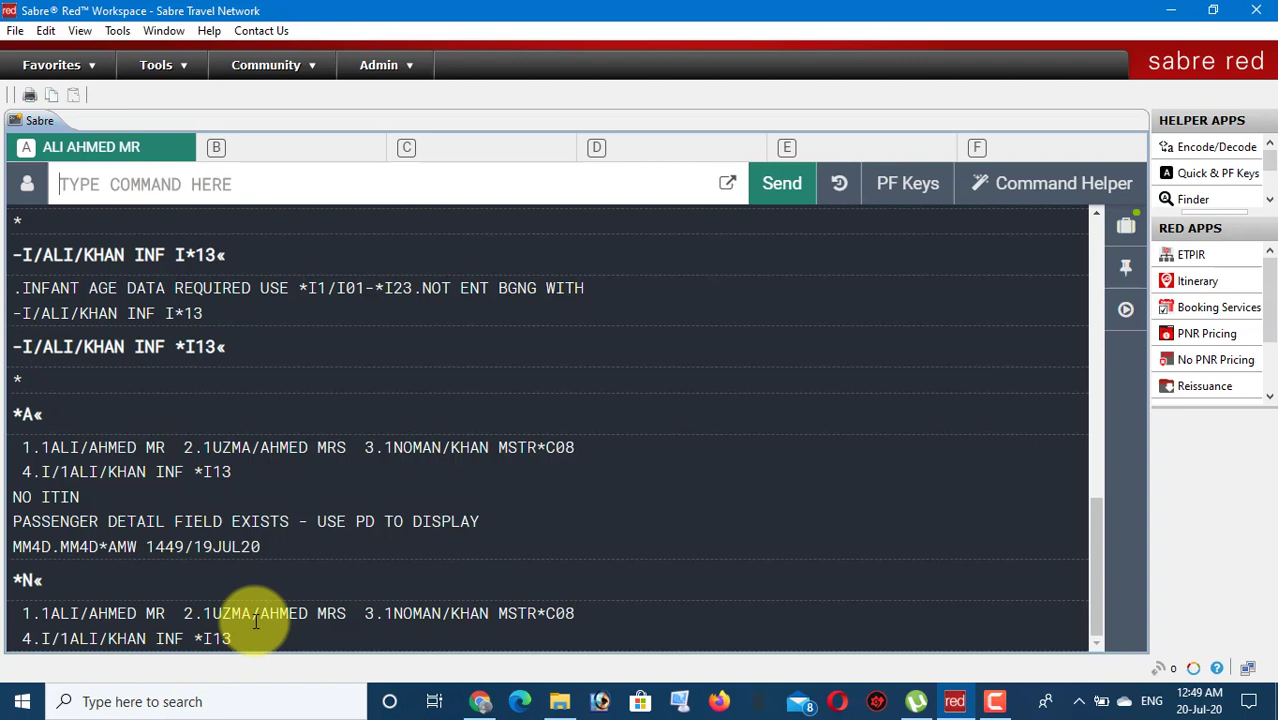 red Sabre® Red™ Workspace - Sabre Travel Network
File Edit View Tools Window Help Contact Us
Favorites Tools Community Admin sabre red
Sabre
A ALI AHMED MR B C D E F
TYPE COMMAND HERE Send PF Keys Command Helper
*
-I/ALI/KHAN INF I*13«
.INFANT AGE DATA REQUIRED USE *I1/I01-*I23.NOT ENT BGNG WITH
-I/ALI/KHAN INF I*13
-I/ALI/KHAN INF *I13«
*
*A«
1.1ALI/AHMED MR 2.1UZMA/AHMED MRS 3.1NOMAN/KHAN MSTR*C08
4.I/1ALI/KHAN INF *I13
NO ITIN
PASSENGER DETAIL FIELD EXISTS - USE PD TO DISPLAY
MM4D.MM4D*AMW 1449/19JUL20
*N«
1.1ALI/AHMED MR 2.1UZMA/AHMED MRS 3.1NOMAN/KHAN MSTR*C08
4.I/1ALI/KHAN INF *I13
HELPER APPS
Encode/Decode
A Quick & PF Keys
Finder
RED APPS
ETPIR
Itinerary
Booking Services
PNR Pricing
No PNR Pricing
Reissuance
0
Type here to search
8
red
ENG
12:49 AM
20-Jul-20